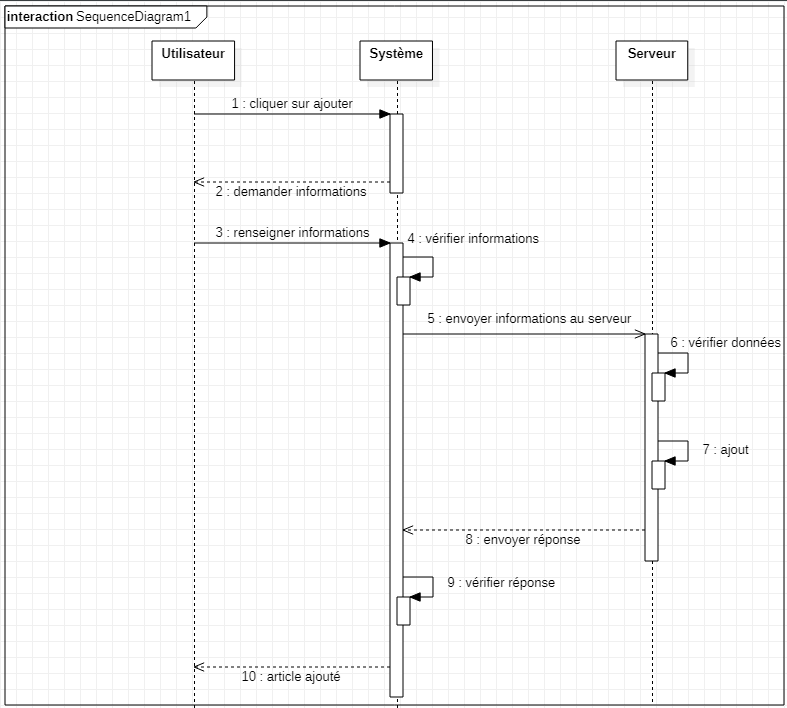 interaction SequenceDiagram1
Utilisateur
Système
Serveur
1 : cliquer sur ajouter
2 : demander informations
3 : renseigner informations
4 : vérifier informations
5 : envoyer informations au serveur
6 : vérifier données
7 : ajout
8 : envoyer réponse
9 : vérifier réponse
10 : article ajouté